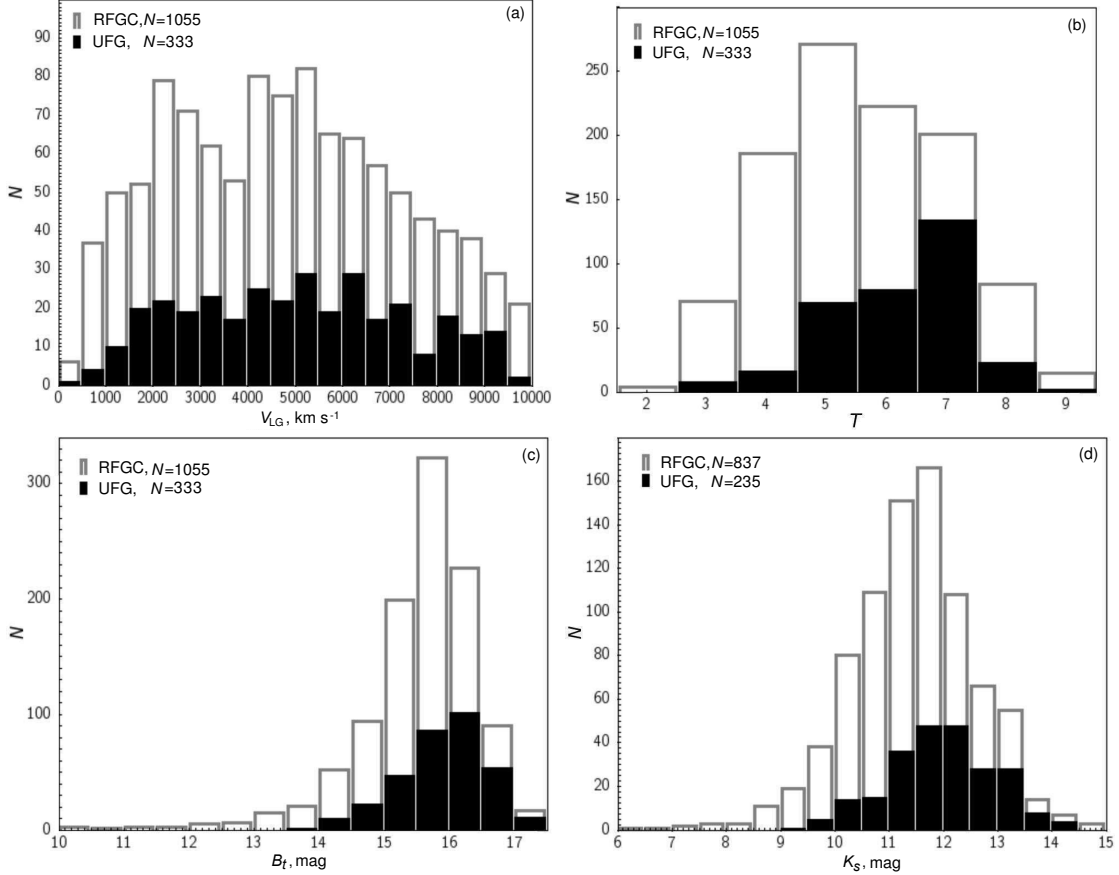 (a)
RFGC, N=1055
UFG, N=333
90
80
70
60
50
40
30
20
10
0
N
0 1000 2000 3000 4000 5000 6000 7000 8000 9000 10000
V_LG, km s⁻¹
(b)
RFGC, N=1055
UFG, N=333
250
200
150
100
50
0
N
2 3 4 5 6 7 8 9
T
(c)
RFGC, N=1055
UFG, N=333
300
200
100
0
N
10 11 12 13 14 15 16 17
B_t, mag
(d)
RFGC, N=837
UFG, N=235
160
140
120
100
80
60
40
20
0
N
6 7 8 9 10 11 12 13 14 15
K_s, mag